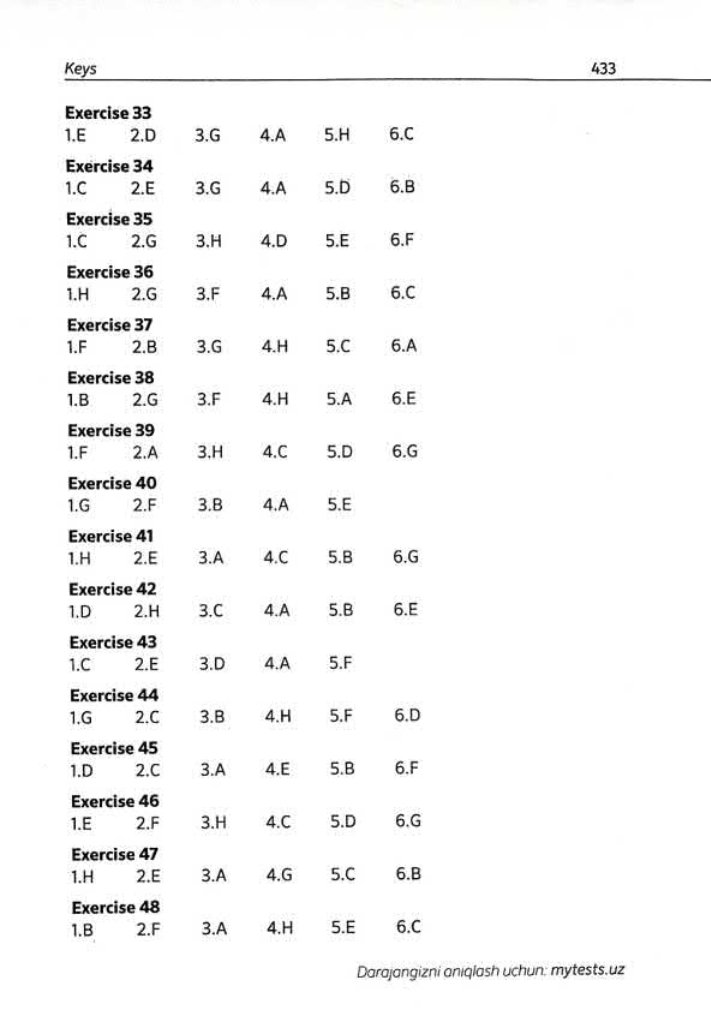 Keys 433
Exercise 33
1.E 2.D 3.G 4.A 5.H 6.C
Exercise 34
1.C 2.E 3.G 4.A 5.D 6.B
Exercise 35
1.C 2.G 3.H 4.D 5.E 6.F
Exercise 36
1.H 2.G 3.F 4.A 5.B 6.C
Exercise 37
1.F 2.B 3.G 4.H 5.C 6.A
Exercise 38
1.B 2.G 3.F 4.H 5.A 6.E
Exercise 39
1.F 2.A 3.H 4.C 5.D 6.G
Exercise 40
1.G 2.F 3.B 4.A 5.E
Exercise 41
1.H 2.E 3.A 4.C 5.B 6.G
Exercise 42
1.D 2.H 3.C 4.A 5.B 6.E
Exercise 43
1.C 2.E 3.D 4.A 5.F
Exercise 44
1.G 2.C 3.B 4.H 5.F 6.D
Exercise 45
1.D 2.C 3.A 4.E 5.B 6.F
Exercise 46
1.E 2.F 3.H 4.C 5.D 6.G
Exercise 47
1.H 2.E 3.A 4.G 5.C 6.B
Exercise 48
1.B 2.F 3.A 4.H 5.E 6.C
Darajangizni aniqlash uchun: mytests.uz